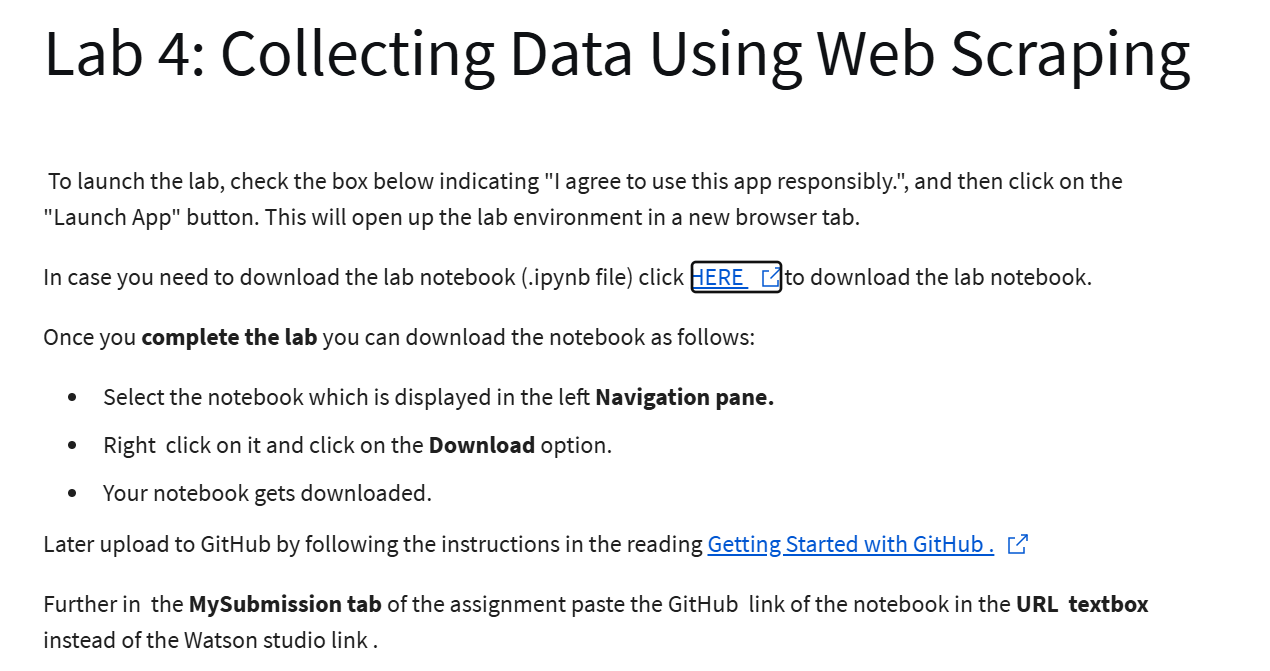 Lab 4: Collecting Data Using Web Scraping
To launch the lab, check the box below indicating "I agree to use this app responsibly.", and then click on the
"Launch App" button. This will open up the lab environment in a new browser tab.
In case you need to download the lab notebook (.ipynb file) click HERE to download the lab notebook.
Once you complete the lab you can download the notebook as follows:
• Select the notebook which is displayed in the left Navigation pane.
• Right click on it and click on the Download option.
• Your notebook gets downloaded.
Later upload to GitHub by following the instructions in the reading Getting Started with GitHub .
Further in the MySubmission tab of the assignment paste the GitHub link of the notebook in the URL textbox
instead of the Watson studio link .